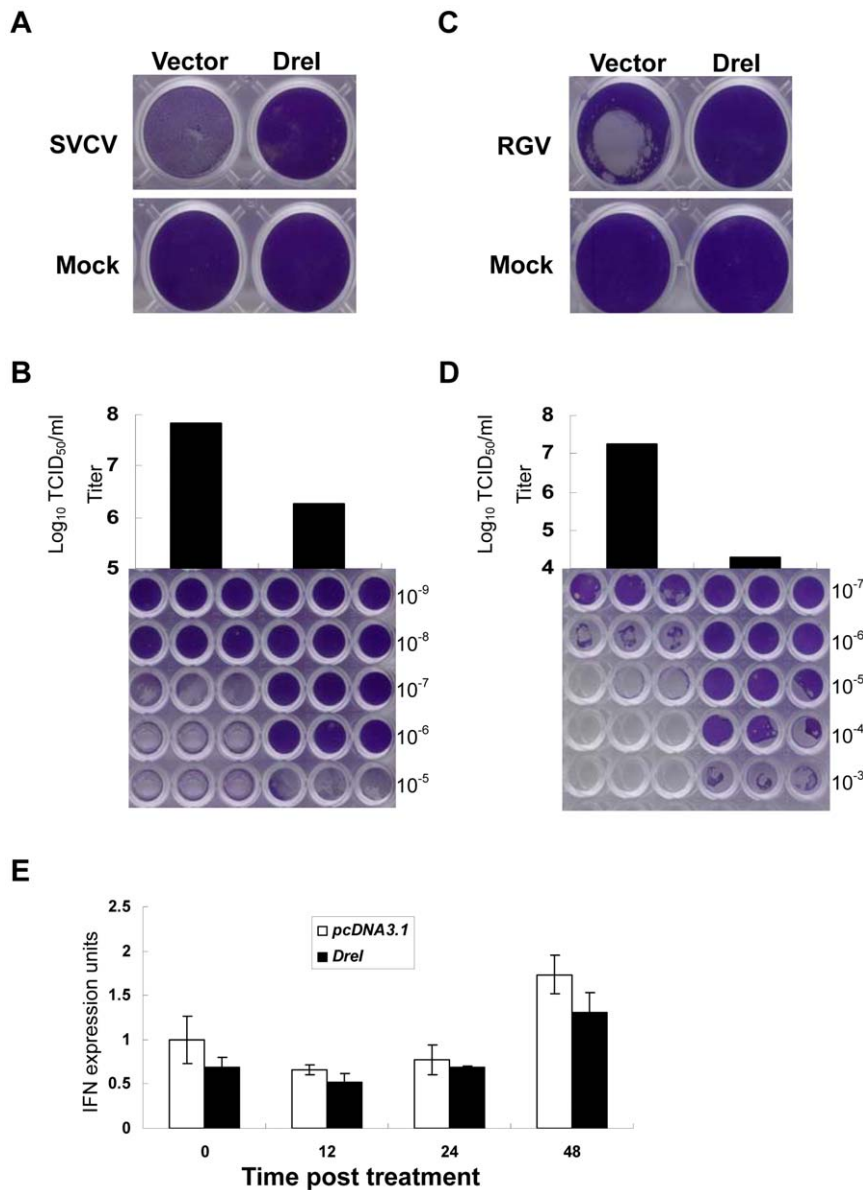 A
Vector DreI
SVCV
Mock
C
Vector DreI
RGV
Mock
B
Log10 TCID50/ml
Titer
8
7
6
5
10-9
10-8
10-7
10-6
10-5
D
Log10 TCID50/ml
Titer
8
7
6
5
4
10-7
10-6
10-5
10-4
10-3
E
IFN expression units
2.5
2
1.5
1
0.5
0
pcDNA3.1
DreI
0 12 24 48
Time post treatment